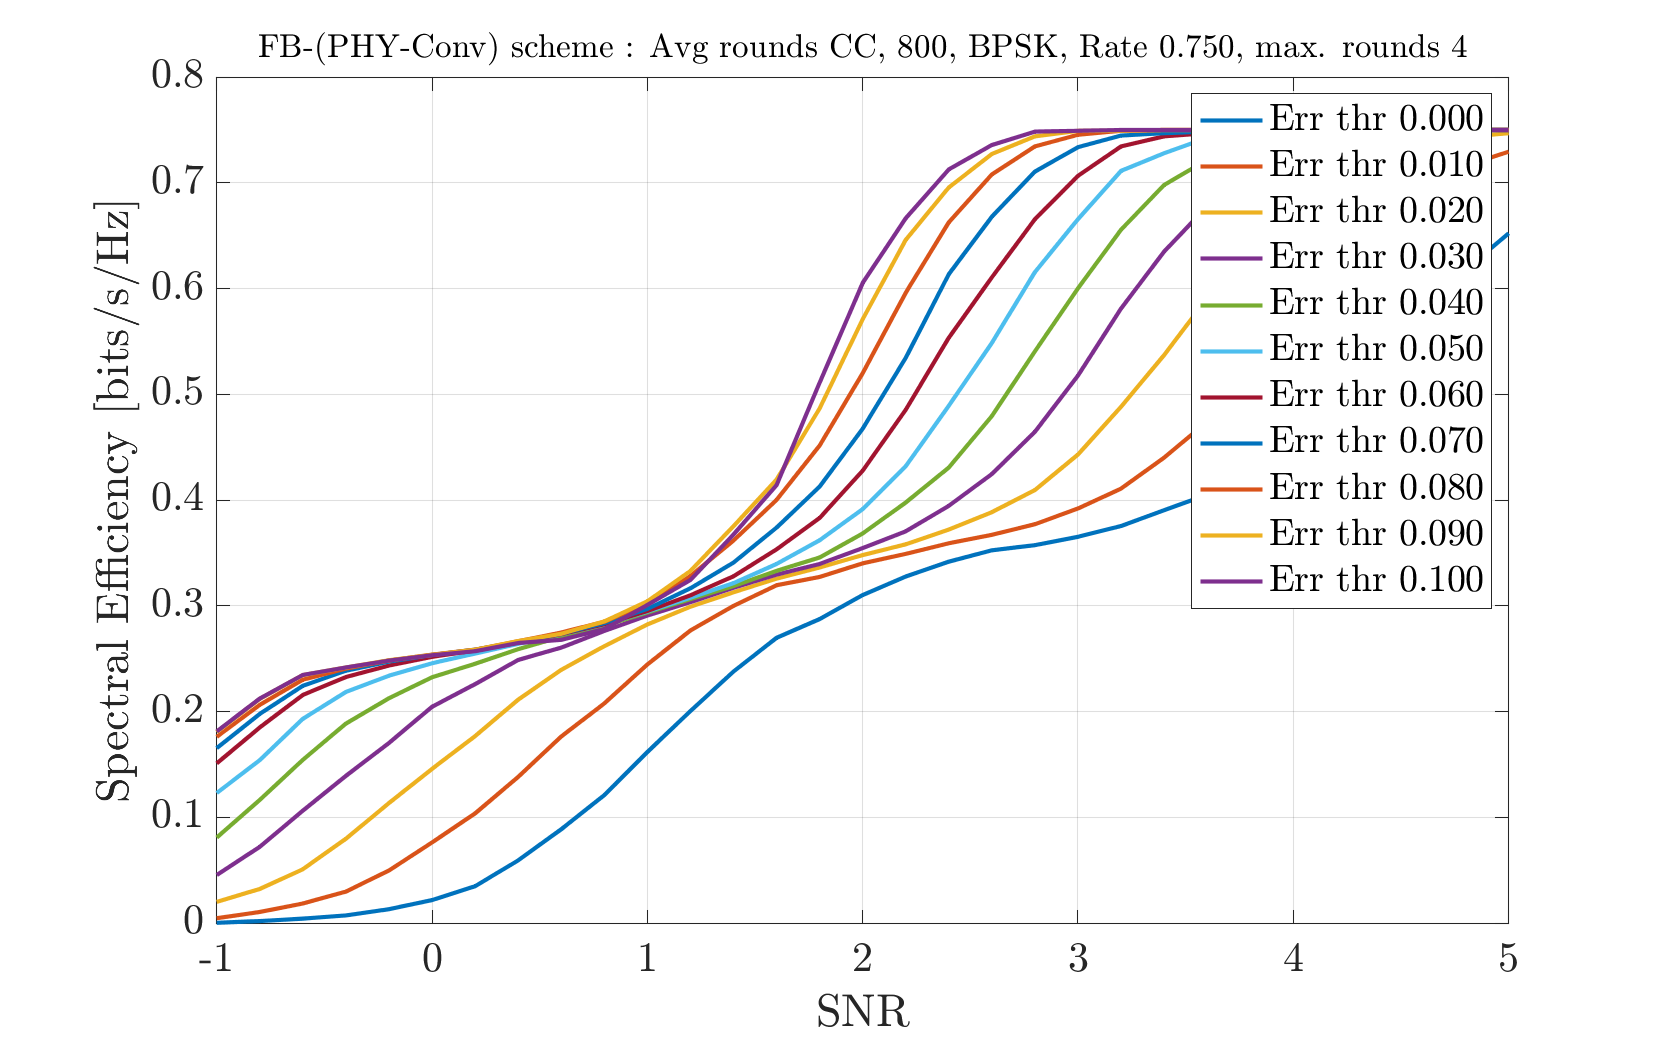 FB-(PHY-Conv) scheme : Avg rounds CC, 800, BPSK, Rate 0.750, max. rounds 4
Spectral Efficiency [bits/s/Hz]
0.8
0.7
0.6
0.5
0.4
0.3
0.2
0.1
0
Err thr 0.000
Err thr 0.010
Err thr 0.020
Err thr 0.030
Err thr 0.040
Err thr 0.050
Err thr 0.060
Err thr 0.070
Err thr 0.080
Err thr 0.090
Err thr 0.100
-1 0 1 2 3 4 5
SNR